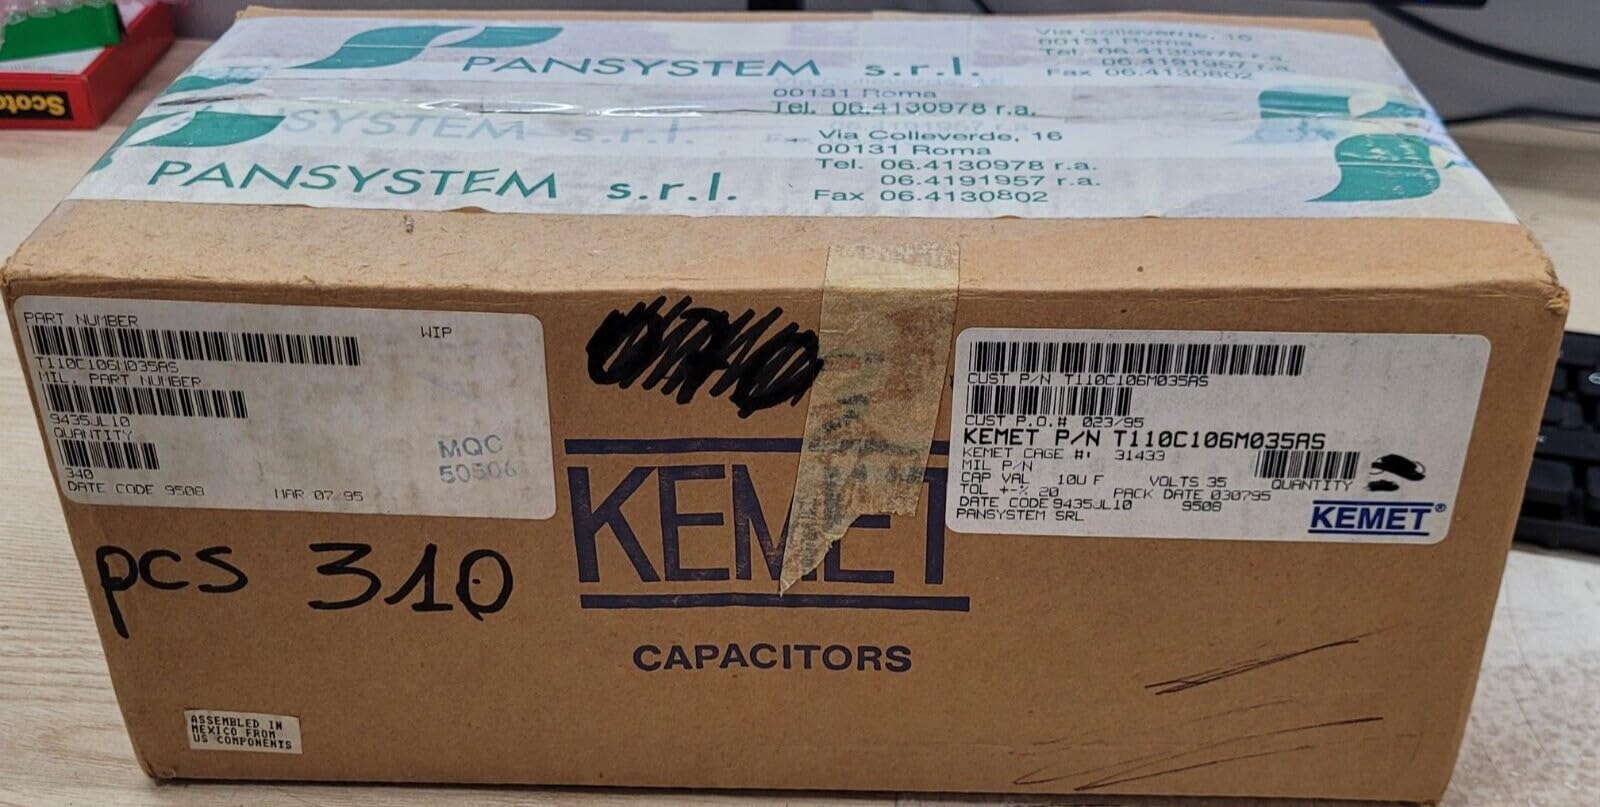 Scotc
Via Colleverde, 16
00131 Roma
Tel. 06.4130978 r.a.
06.4191957 r.a.
Fax 06.4130802
PANSYSTEM s.r.l.
00131 Roma
Tel. 06.4130978 r.a.
SYSTEM s.r.l.
Via Colleverde, 16
00131 Roma
Tel. 06.4130978 r.a.
06.4191957 r.a.
Fax 06.4130802
PANSYSTEM s.r.l.
PART NUMBER
WIP
T110C106M035AS
MIL. PART NUMBER
9435JL10
QUANTITY
340
DATE CODE 9508
MAR 07 95
MQC
CUST P/N T110C106M035AS
CUST P.O.# 023/95
KEMET P/N T110C106M035AS
KEMET CAGE #: 31433
MIL P/N
CAP VAL 10U F VOLTS 35
QUANTITY
TOL +-% 20 PACK DATE 030795
DATE CODE 9435JL10 9508
PANSYSTEM SRL
KEMET®
pcs 310
KEMET
CAPACITORS
ASSEMBLED IN
MEXICO FROM
US COMPONENTS